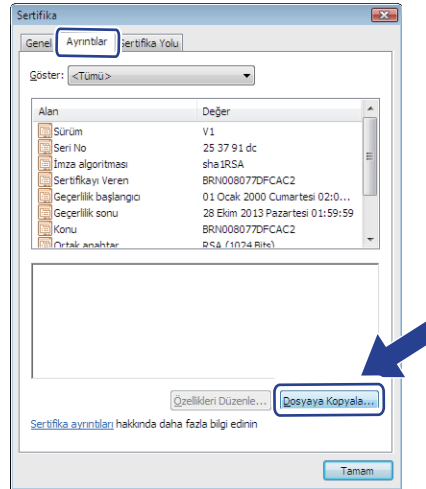 Sertifika
Genel Ayrıntılar Sertifika Yolu
Göster: <Tümü>
Alan Değer
Sürüm V1
Seri No 25 37 91 dc
İmza algoritması sha1RSA
Sertifikayı Veren BRN008077DFCAC2
Geçerlilik başlangıcı 01 Ocak 2000 Cumartesi 02:0...
Geçerlilik sonu 28 Ekim 2013 Pazartesi 01:59:59
Konu BRN008077DFCAC2
Ortak anahtar RSA (1024 Bits)
Özellikleri Düzenle... Dosyaya Kopyala...
Sertifika ayrıntıları hakkında daha fazla bilgi edinin
Tamam